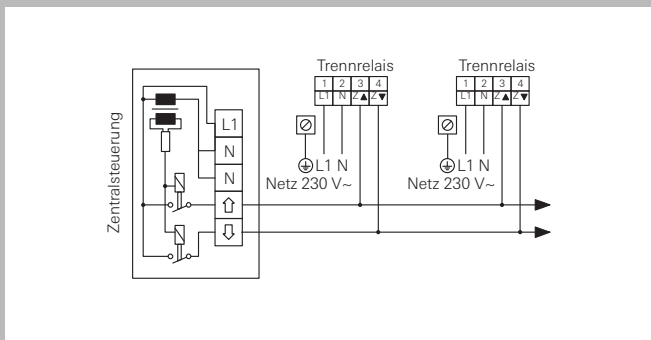 Trennrelais
1 2 3 4
L1 N Z▲ Z▼
L1 N
Netz 230 V~
Trennrelais
1 2 3 4
L1 N Z▲ Z▼
L1 N
Netz 230 V~
Zentralsteuerung
L1
N
N
⇧
⇩